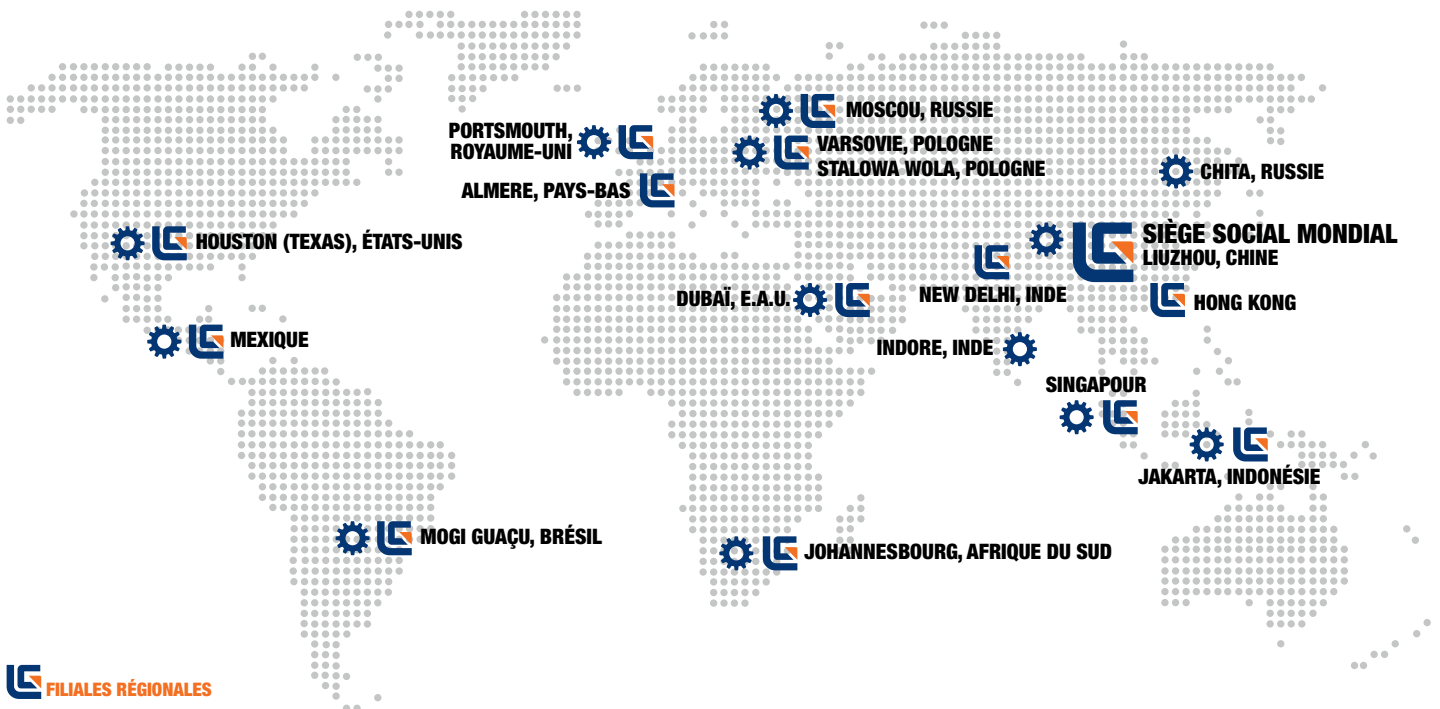 MOSCOU, RUSSIE
PORTSMOUTH,
ROYAUME-UNI
VARSOVIE, POLOGNE
STALOWA WOLA, POLOGNE
CHITA, RUSSIE
ALMERE, PAYS-BAS
HOUSTON (TEXAS), ÉTATS-UNIS
SIÈGE SOCIAL MONDIAL
LIUZHOU, CHINE
NEW DELHI, INDE
DUBAÏ, E.A.U.
HONG KONG
MEXIQUE
INDORE, INDE
SINGAPOUR
JAKARTA, INDONÉSIE
MOGI GUAÇU, BRÉSIL
JOHANNESBOURG, AFRIQUE DU SUD
FILIALES RÉGIONALES